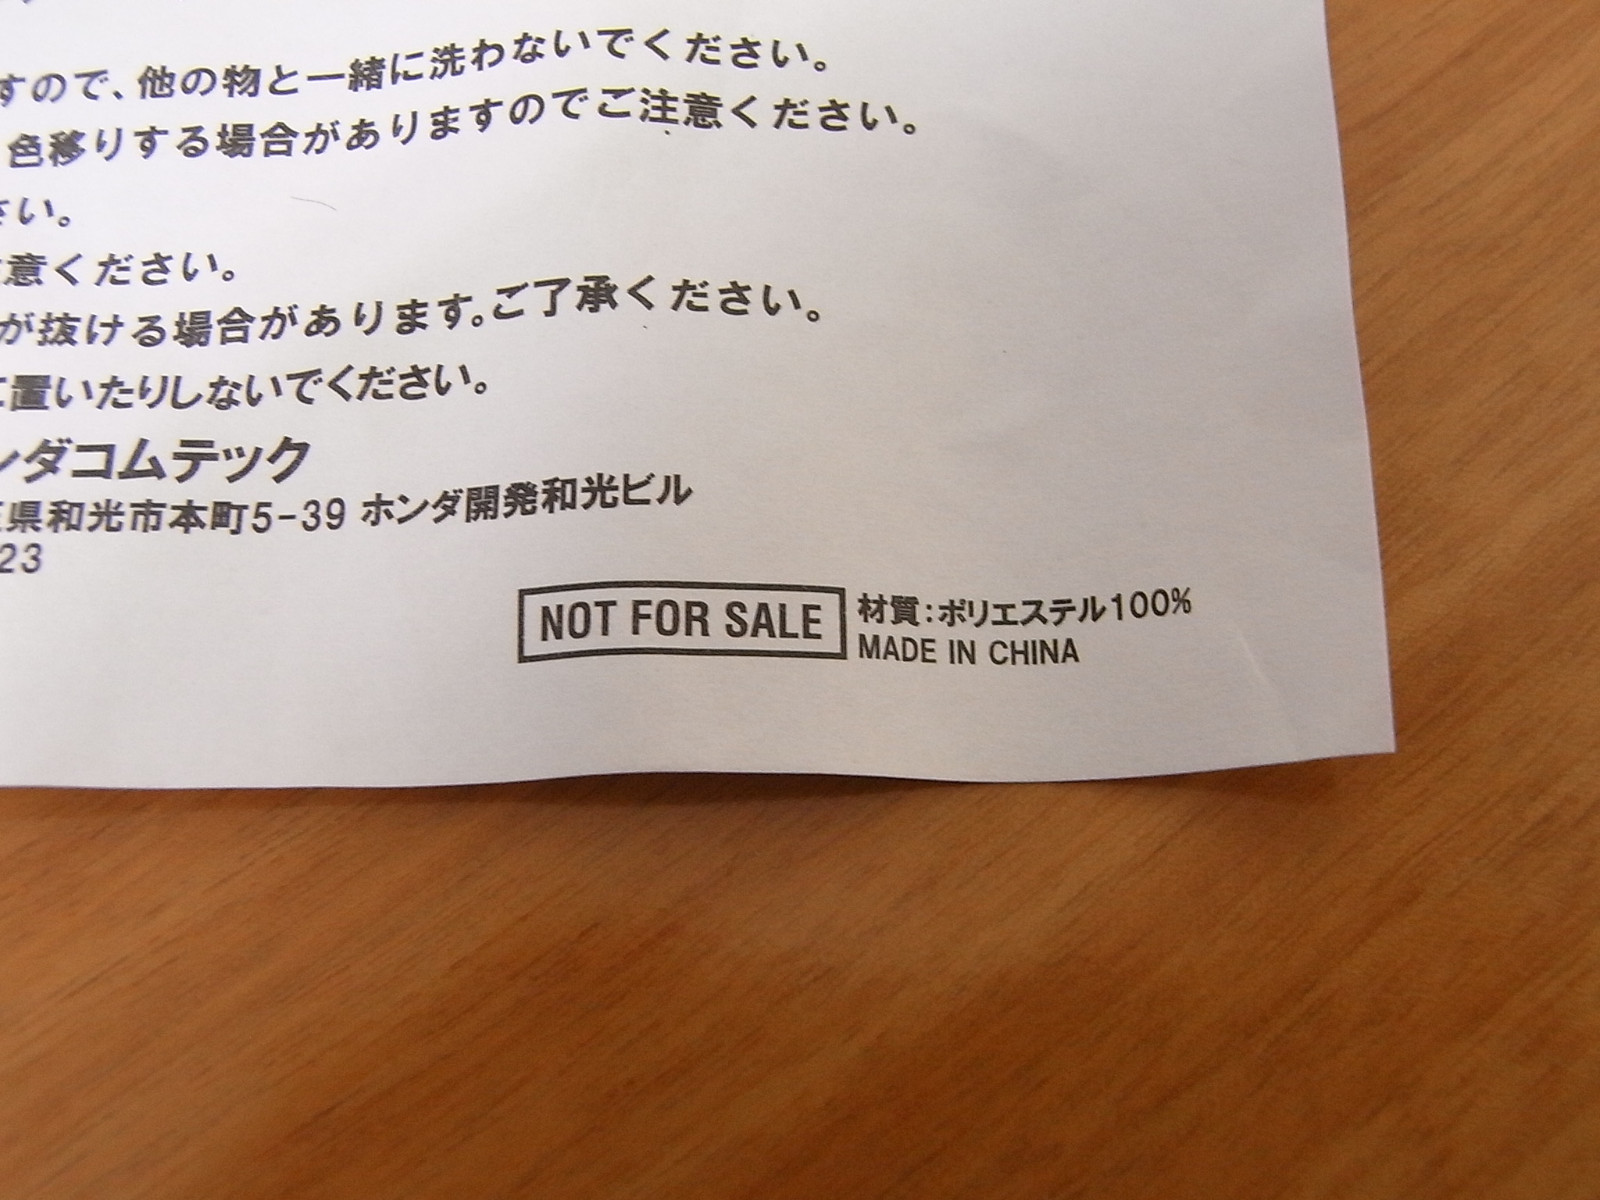 すので、他の物と一緒に洗わないでください。
色移りする場合がありますのでご注意ください。
さい。
意ください。
が抜ける場合があります。ご了承ください。
に置いたりしないでください。
ンダコムテック
県和光市本町5-39 ホンダ開発和光ビル
23
NOT FOR SALE
材質:ポリエステル100%
MADE IN CHINA